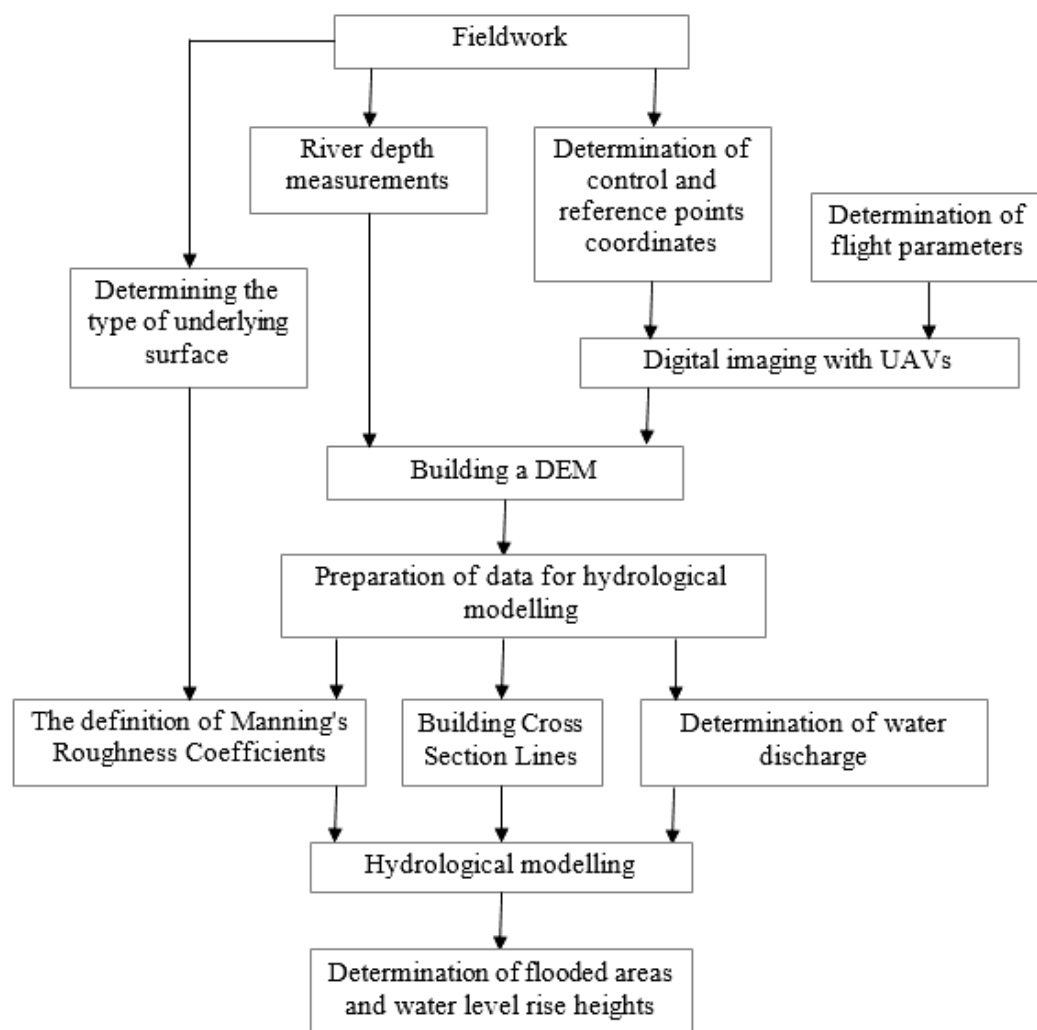 Fieldwork
River depth
measurements
Determination of
control and
reference points
coordinates
Determination of
flight parameters
Determining the
type of underlying
surface
Digital imaging with UAVs
Building a DEM
Preparation of data for hydrological
modelling
The definition of Manning's
Roughness Coefficients
Building Cross
Section Lines
Determination of water
discharge
Hydrological modelling
Determination of flooded areas
and water level rise heights